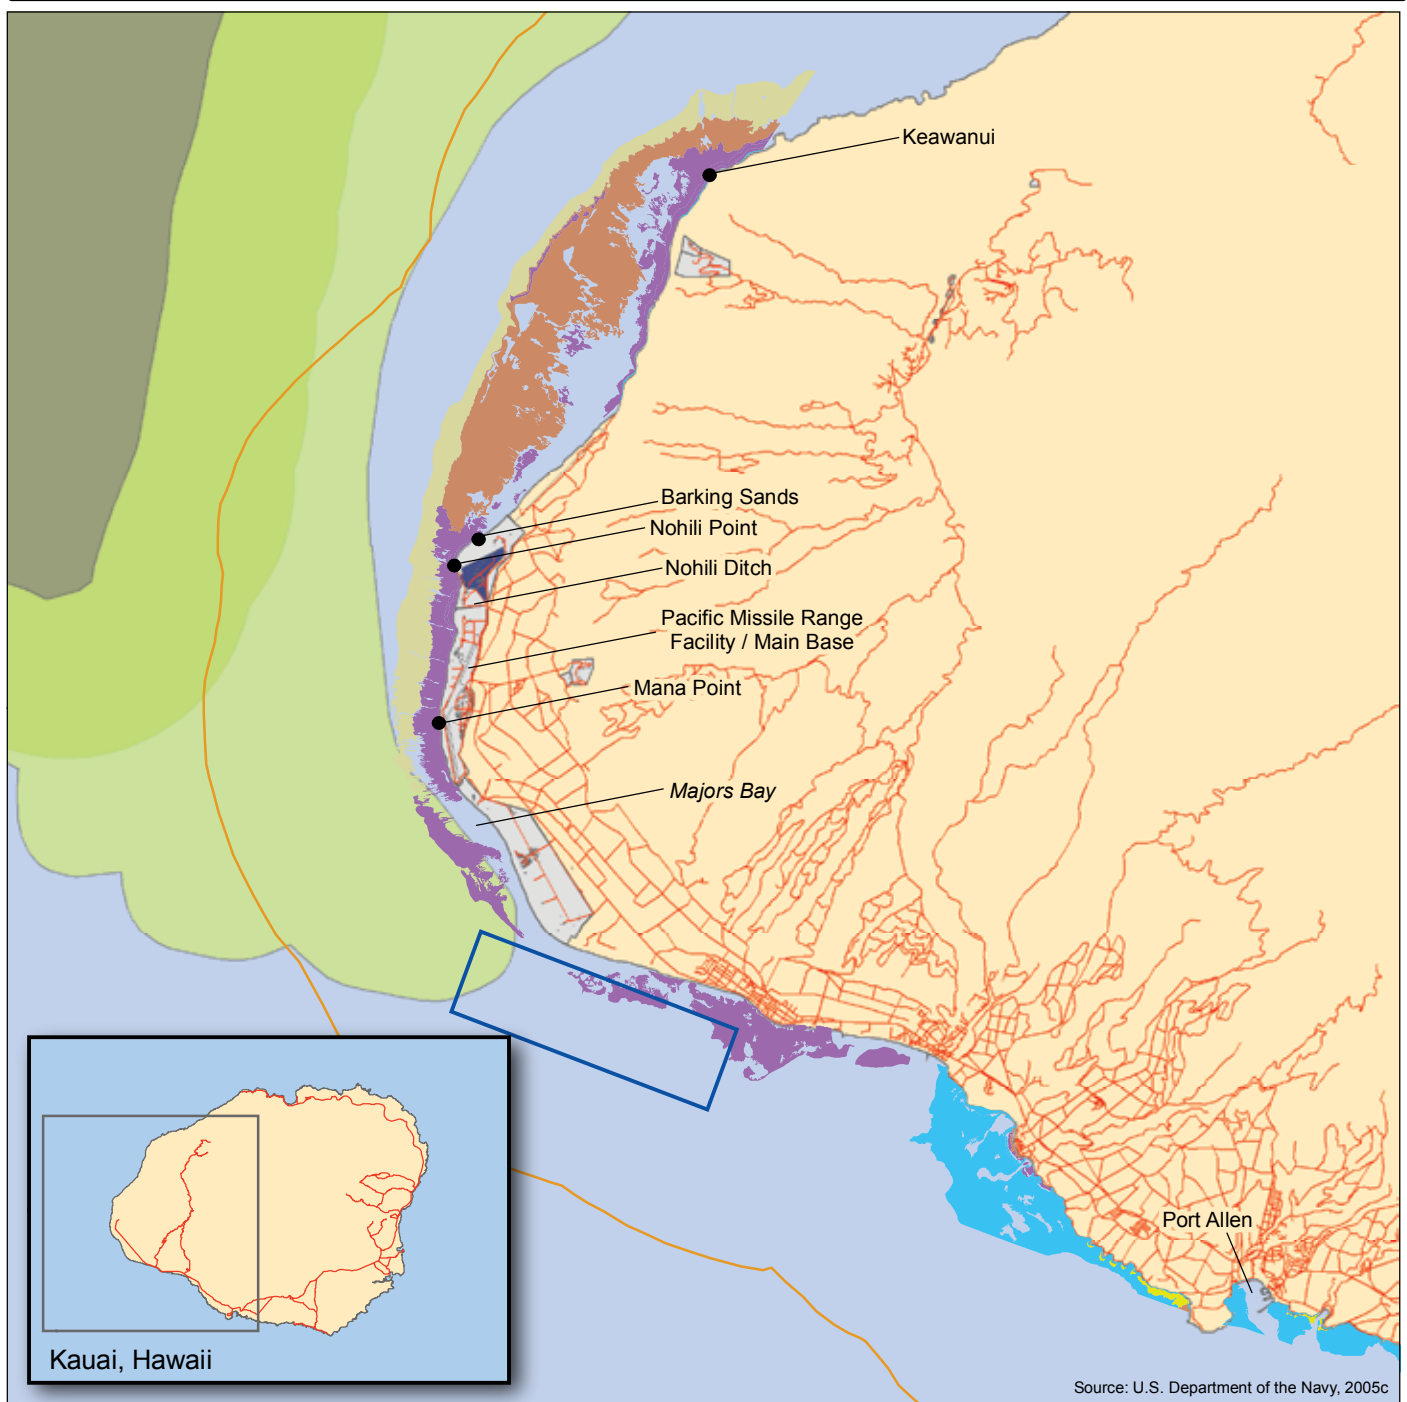 Keawanui
Barking Sands
Nohili Point
Nohili Ditch
Pacific Missile Range
Facility / Main Base
Mana Point
Majors Bay
Port Allen
Kauai, Hawaii
Source: U.S. Department of the Navy, 2005c